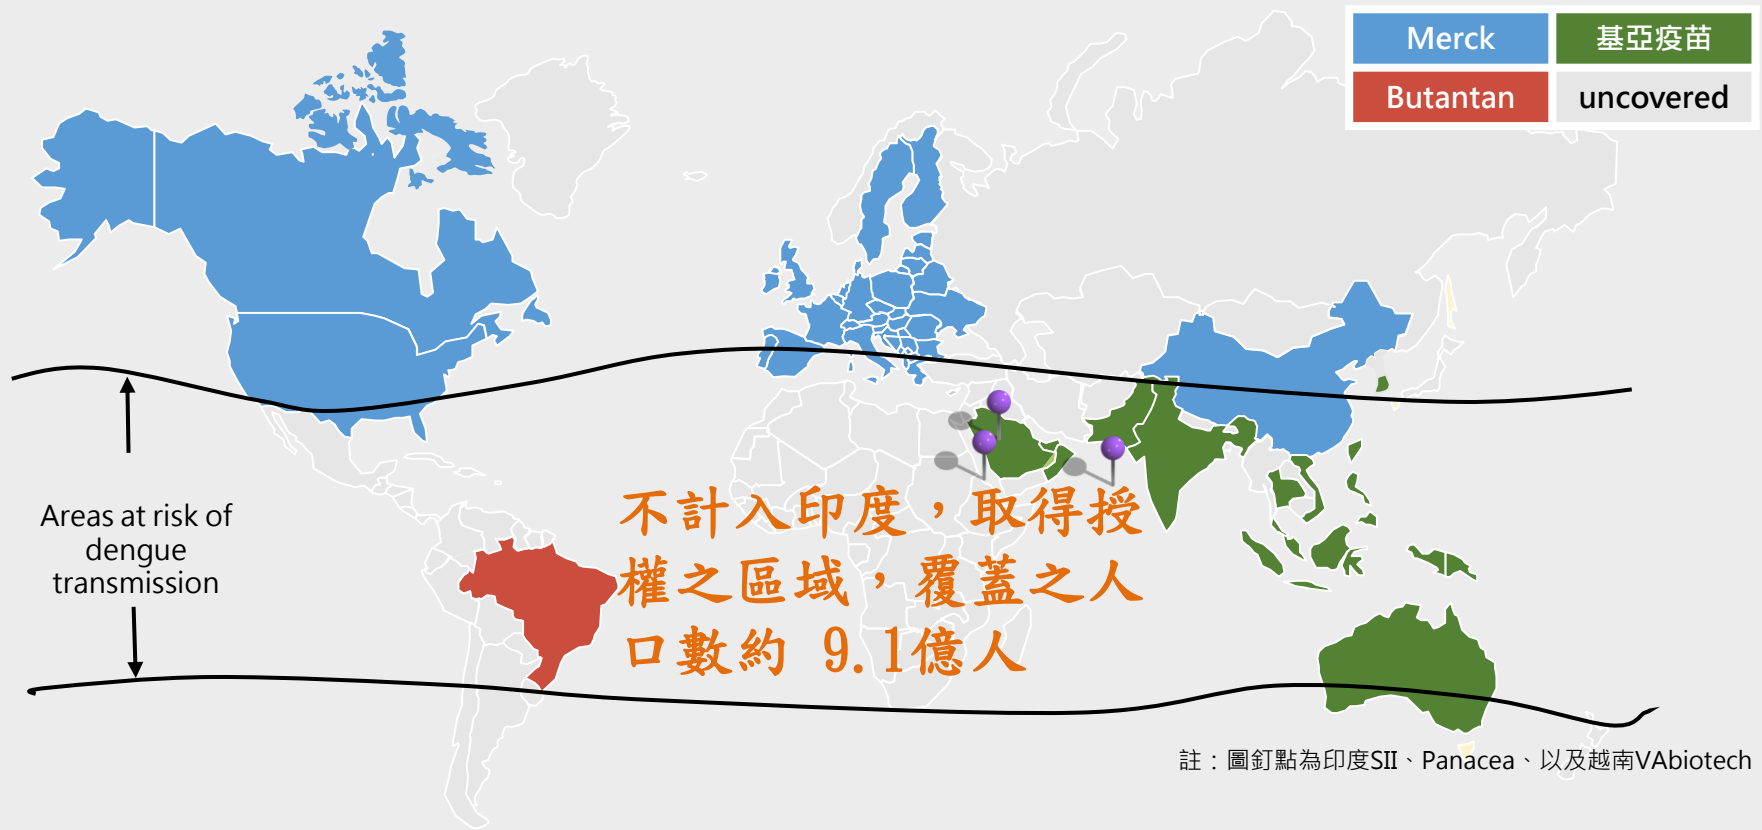 Merck
基亞疫苗
Butantan
uncovered
Areas at risk of
dengue
transmission
不計入印度，取得授
權之區域，覆蓋之人
口數約 9.1億人
註：圖釘點為印度SII、Panacea、以及越南VAbiotech